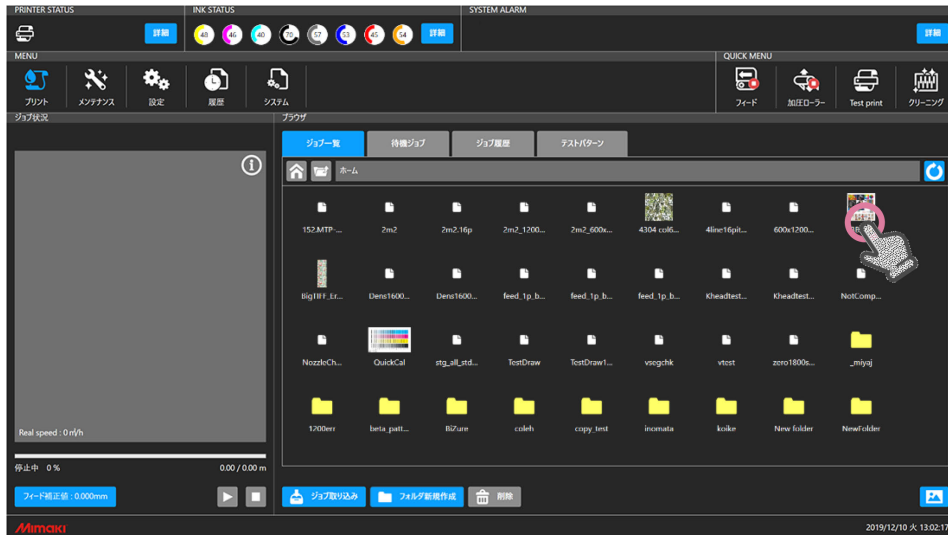 PRINTER STATUS
INK STATUS
SYSTEM ALARM
詳細
48 46 40 70 57 53 45 54
詳細
詳細
MENU
QUICK MENU
プリント
メンテナンス
設定
履歴
システム
フィード
加圧ローラー
Test print
クリーニング
ジョブ状況
ブラウザ
ジョブ一覧
待機ジョブ
ジョブ履歴
テストパターン
ホーム
152.MTP-...
2m2
2m2.16p
2m2_1200...
2m2_600x...
4304 col6...
4line16pit...
600x1200...
BigTIFF_Er...
Dens1600...
Dens1600...
feed_1p_b...
feed_1p_b...
feed_1p_b...
Kheadtest...
Kheadtest...
NotComp...
NozzleCh...
QuickCal
stg_all_std...
TestDraw
TestDraw1...
vsegchk
vtest
zero1800s...
_miyaj
1200err
beta_patt...
BiZure
coleh
copy_test
inomata
koike
New folder
NewFolder
Real speed : 0㎡/h
停止中 0 %
0.00 / 0.00 m
フィード補正値 : 0.000mm
ジョブ取り込み
フォルダ新規作成
削除
Mimaki
2019/12/10 火 13:02:17